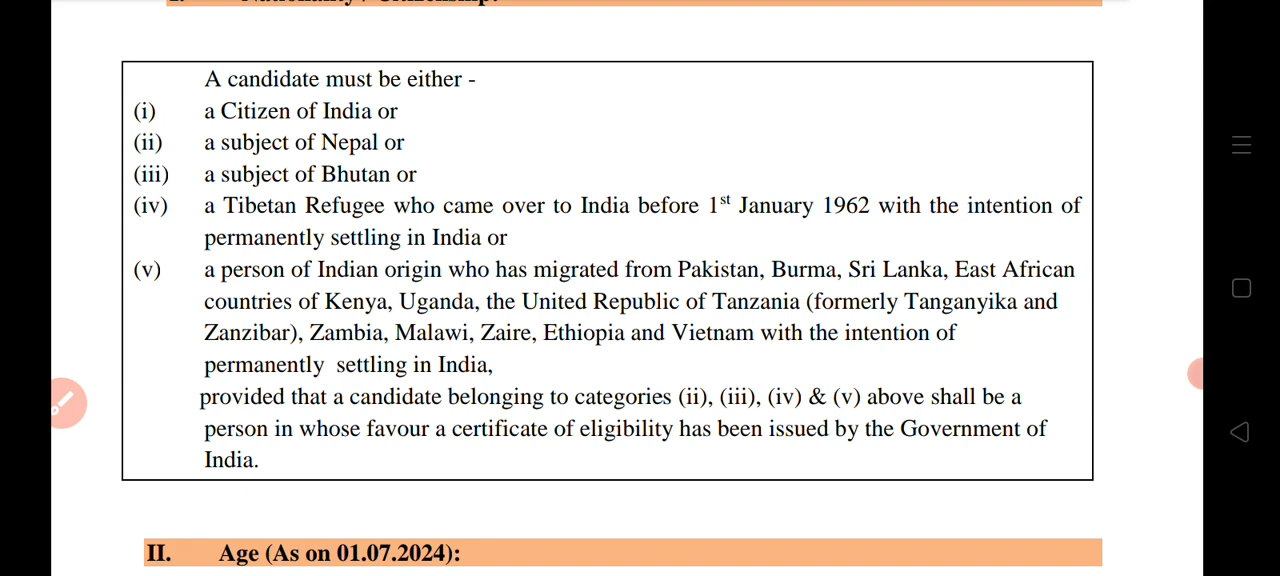 I. Nationality / Citizenship:
A candidate must be either -
(i) a Citizen of India or
(ii) a subject of Nepal or
(iii) a subject of Bhutan or
(iv) a Tibetan Refugee who came over to India before 1st January 1962 with the intention of
permanently settling in India or
(v) a person of Indian origin who has migrated from Pakistan, Burma, Sri Lanka, East African
countries of Kenya, Uganda, the United Republic of Tanzania (formerly Tanganyika and
Zanzibar), Zambia, Malawi, Zaire, Ethiopia and Vietnam with the intention of
permanently settling in India,
provided that a candidate belonging to categories (ii), (iii), (iv) & (v) above shall be a
person in whose favour a certificate of eligibility has been issued by the Government of
India.
II. Age (As on 01.07.2024):